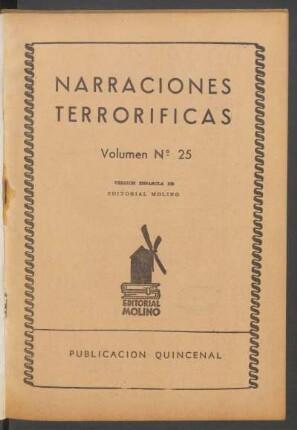 NARRACIONES
TERRORIFICAS
Volumen Nº 25
VERSION ESPAÑOLA DE
EDITORIAL MOLINO
EDITORIAL
MOLINO
PUBLICACION QUINCENAL